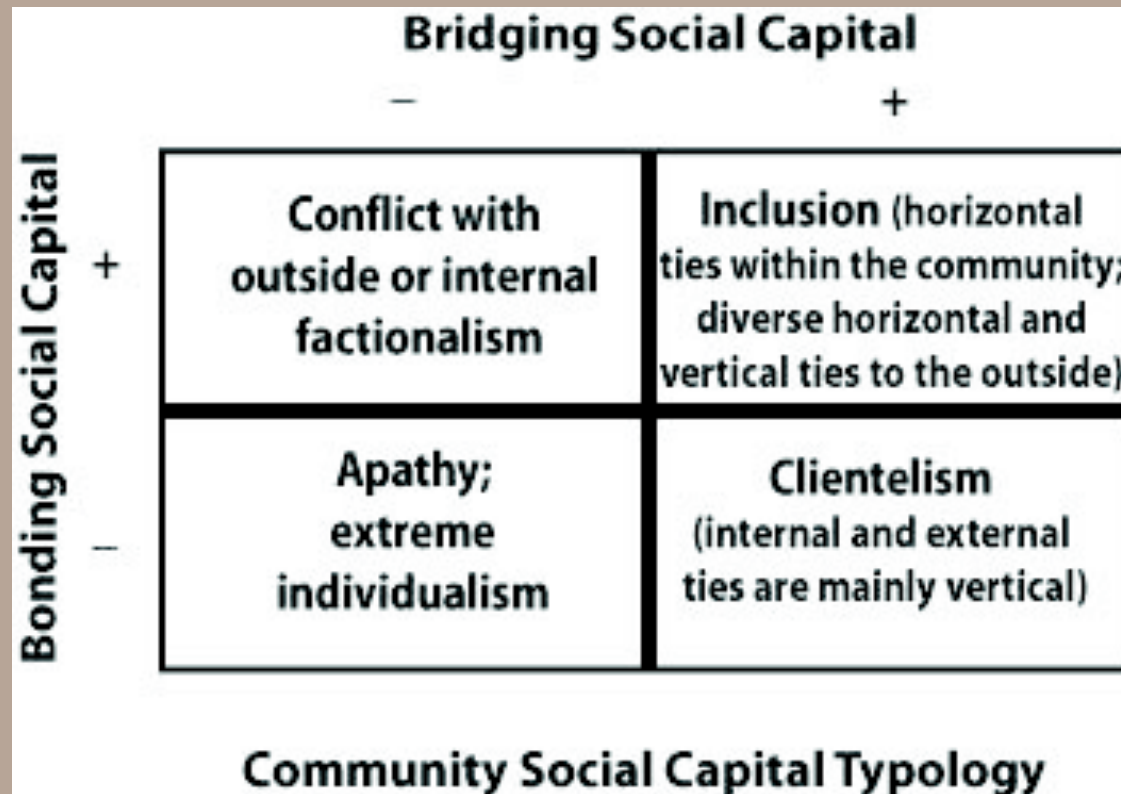 Bridging Social Capital
– +
Bonding Social Capital
+
–
Conflict with
outside or internal
factionalism
Inclusion (horizontal
ties within the community;
diverse horizontal and
vertical ties to the outside)
Apathy;
extreme
individualism
Clientelism
(internal and external
ties are mainly vertical)
Community Social Capital Typology